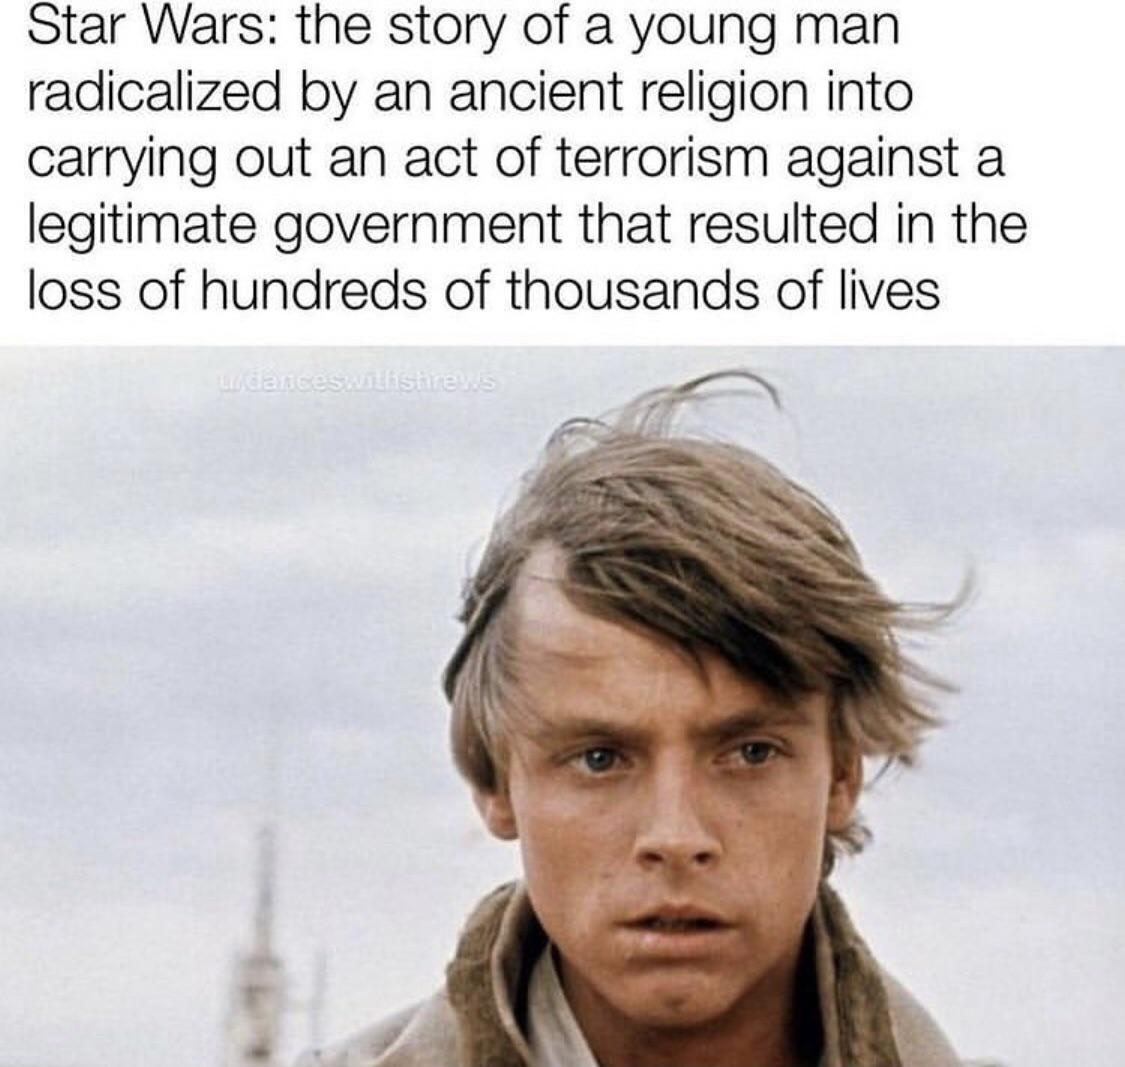 Star Wars: the story of a young man
radicalized by an ancient religion into
carrying out an act of terrorism against a
legitimate government that resulted in the
loss of hundreds of thousands of lives
u/danceswithshrews